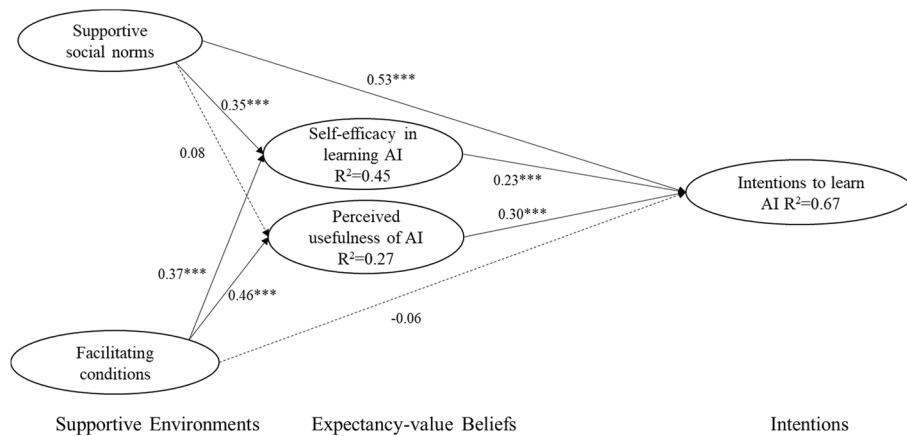 Supportive
social norms
0.53***
0.35***
Self-efficacy in
learning AI
R²=0.45
0.08
0.23***
Intentions to learn
AI R²=0.67
Perceived
usefulness of AI
R²=0.27
0.30***
0.37***
0.46***
-0.06
Facilitating
conditions
Supportive Environments
Expectancy-value Beliefs
Intentions